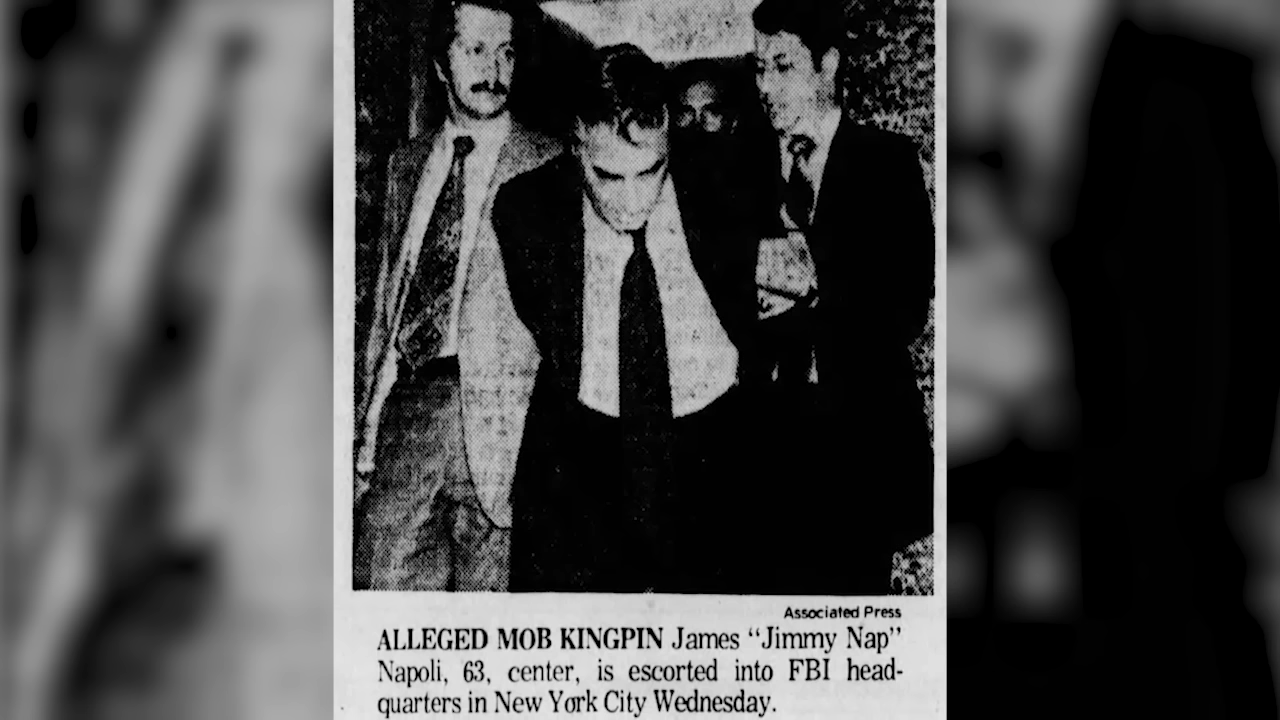 Associated Press
ALLEGED MOB KINGPIN James “Jimmy Nap”
Napoli, 63, center, is escorted into FBI head-
quarters in New York City Wednesday.